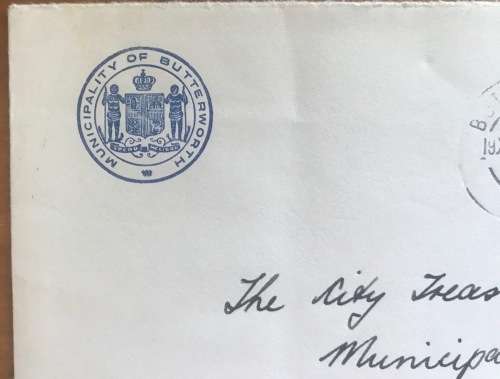 MUNICIPALITY OF BUTTERWORTH
The City Treas
Municipa